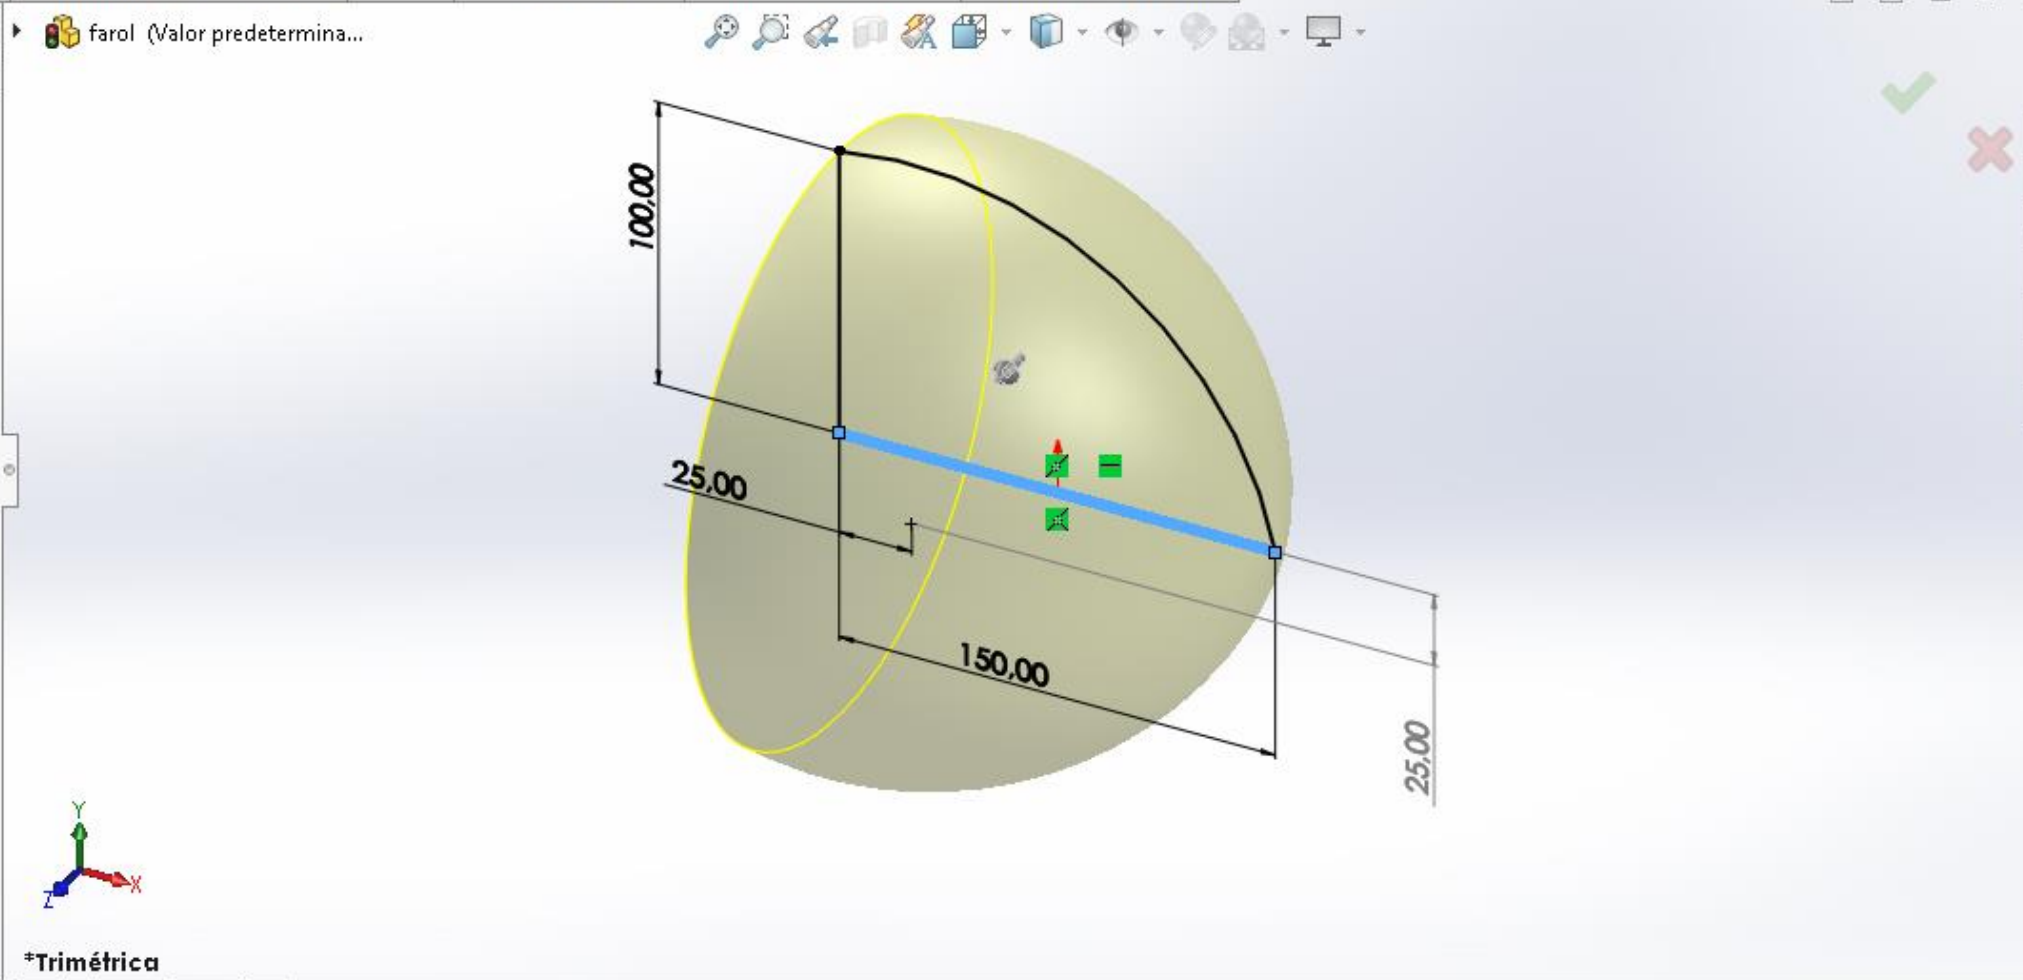 farol (Valor predetermina...
100,00
25,00
150,00
25,00
Y
X
Z
*Trimétrica